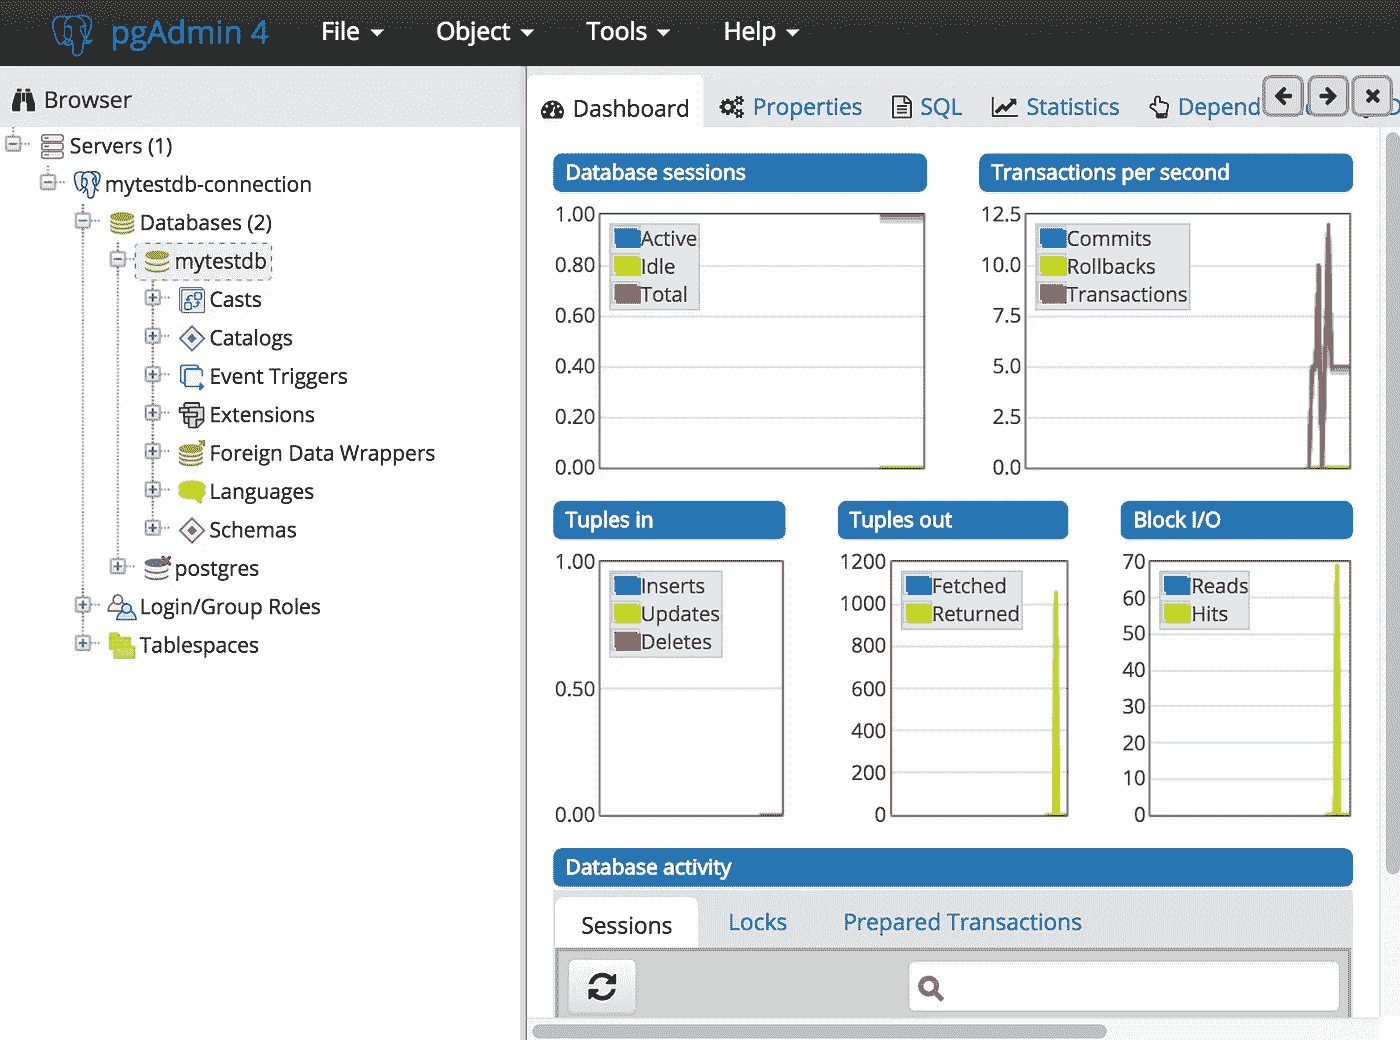 pgAdmin 4 File Object Tools Help
Browser
Servers (1)
mytestdb-connection
Databases (2)
mytestdb
Casts
Catalogs
Event Triggers
Extensions
Foreign Data Wrappers
Languages
Schemas
postgres
Login/Group Roles
Tablespaces
Dashboard Properties SQL Statistics Depend
Database sessions
1.00
0.80
0.60
0.40
0.20
0.00
Active
Idle
Total
Transactions per second
12.5
10.0
7.5
5.0
2.5
0.0
Commits
Rollbacks
Transactions
Tuples in
1.00
0.50
0.00
Inserts
Updates
Deletes
Tuples out
1200
1000
800
600
400
200
0
Fetched
Returned
Block I/O
70
60
50
40
30
20
10
0
Reads
Hits
Database activity
Sessions Locks Prepared Transactions